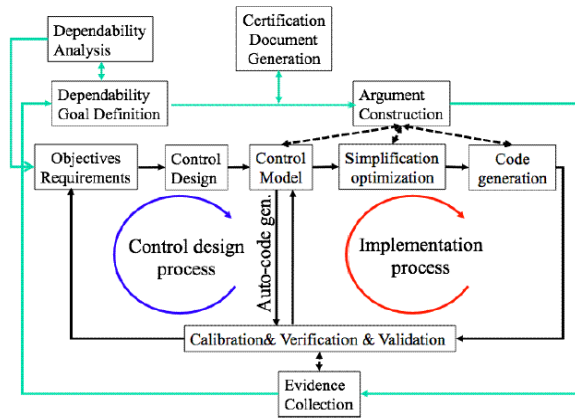 Dependability
Analysis
Certification
Document
Generation
Dependability
Goal Definition
Argument
Construction
Objectives
Requirements
Control
Design
Control
Model
Simplification
optimization
Code
generation
Control design
process
Auto-code gen.
Implementation
process
Calibration& Verification & Validation
Evidence
Collection